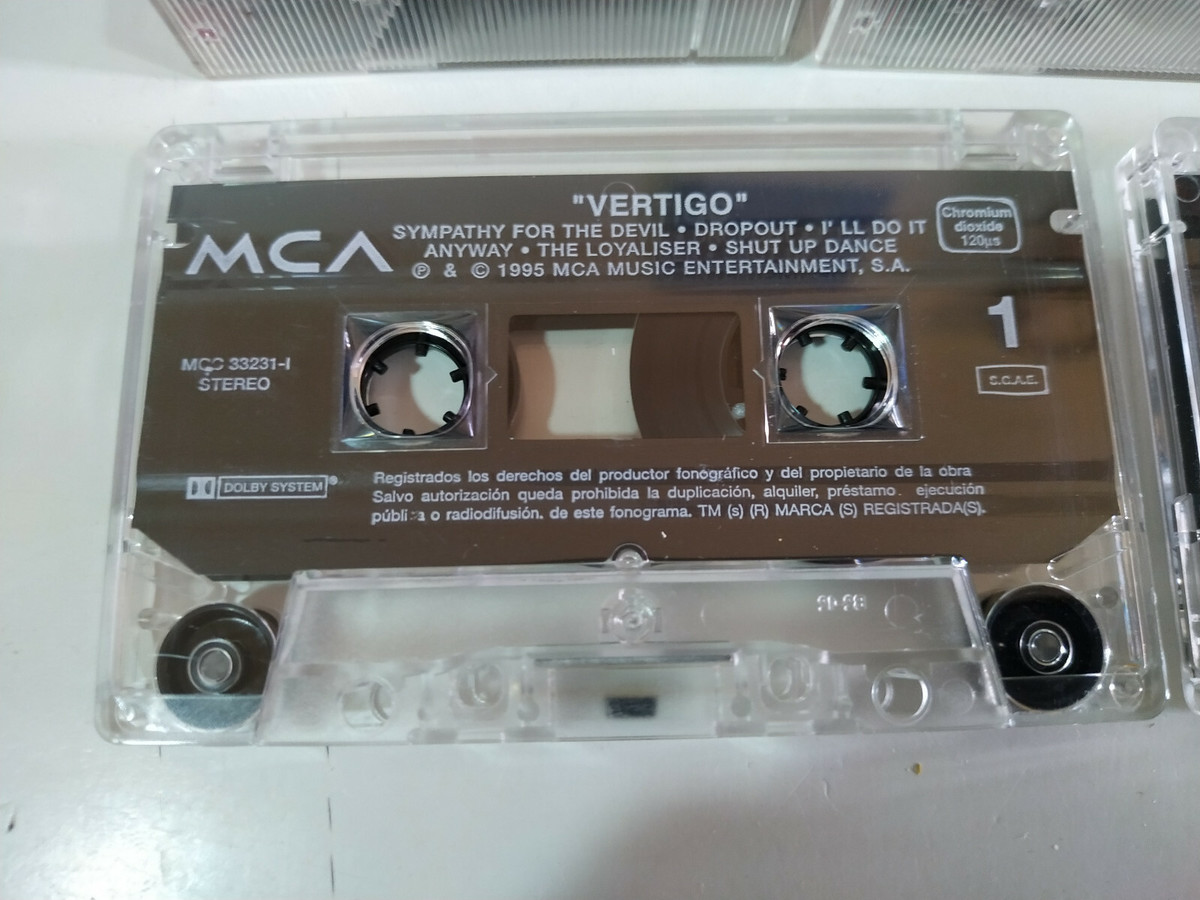 "VERTIGO"
SYMPATHY FOR THE DEVIL • DROPOUT • I' LL DO IT
ANYWAY • THE LOYALISER • SHUT UP DANCE
Ⓟ & © 1995 MCA MUSIC ENTERTAINMENT, S.A.
MCA
Chromium
dioxide
120µs
1
MCC 33231-I
STEREO
S.G.A.E.
DOLBY SYSTEM®
Registrados los derechos del productor fonográfico y del propietario de la obra
Salvo autorización queda prohibida la duplicación, alquiler, préstamo. ejecución
pública o radiodifusión. de este fonograma. TM (s) (R) MARCA (S) REGISTRADA(S).